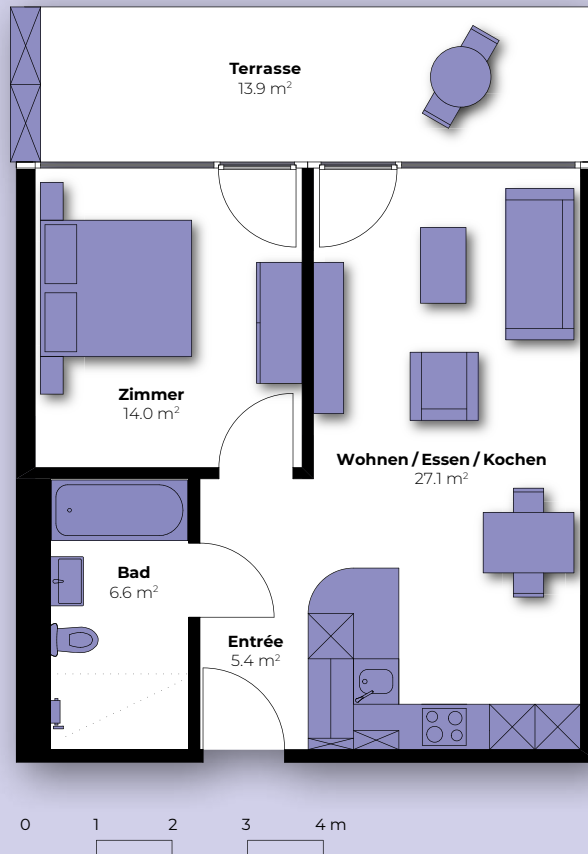 Terrasse
13.9 m²
Zimmer
14.0 m²
Wohnen / Essen / Kochen
27.1 m²
Bad
6.6 m²
Entrée
5.4 m²
0 1 2 3 4 m